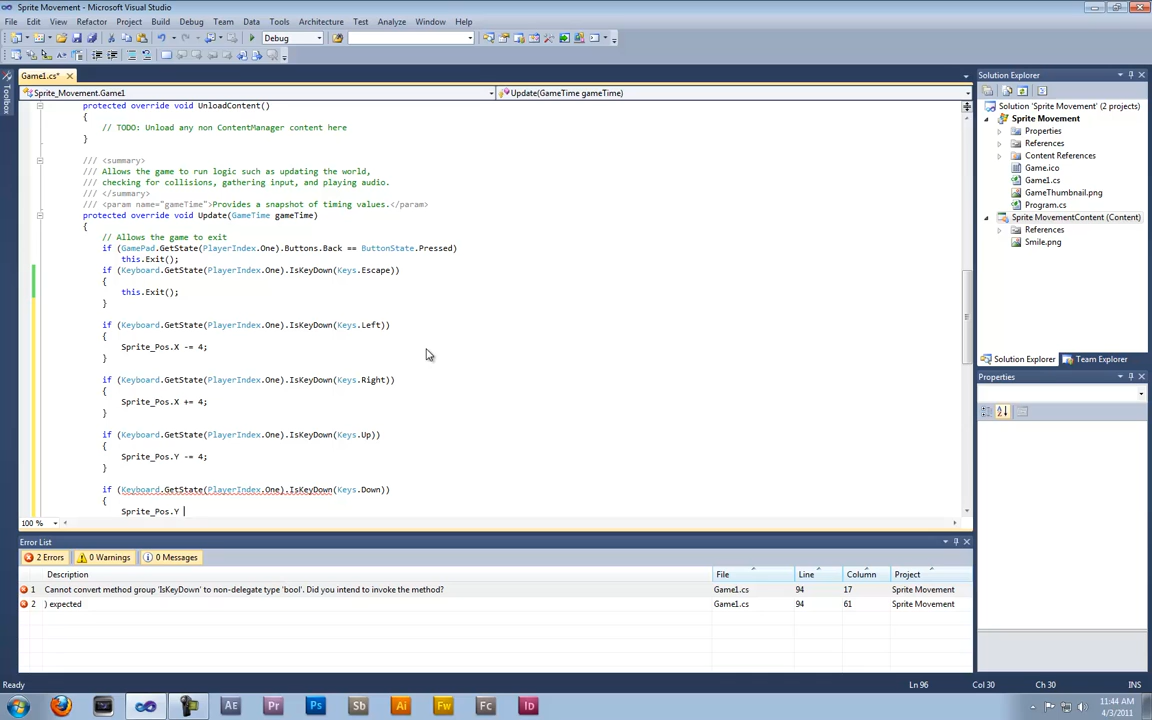 Sprite Movement - Microsoft Visual Studio
File Edit View Refactor Project Build Debug Team Data Tools Architecture Test Analyze Window Help
Debug
Game1.cs*
Toolbox
Sprite_Movement.Game1
Update(GameTime gameTime)
protected override void UnloadContent()
{
// TODO: Unload any non ContentManager content here
}
/// <summary>
/// Allows the game to run logic such as updating the world,
/// checking for collisions, gathering input, and playing audio.
/// </summary>
/// <param name="gameTime">Provides a snapshot of timing values.</param>
protected override void Update(GameTime gameTime)
{
// Allows the game to exit
if (GamePad.GetState(PlayerIndex.One).Buttons.Back == ButtonState.Pressed)
this.Exit();
if (Keyboard.GetState(PlayerIndex.One).IsKeyDown(Keys.Escape))
{
this.Exit();
}
if (Keyboard.GetState(PlayerIndex.One).IsKeyDown(Keys.Left))
{
Sprite_Pos.X -= 4;
}
if (Keyboard.GetState(PlayerIndex.One).IsKeyDown(Keys.Right))
{
Sprite_Pos.X += 4;
}
if (Keyboard.GetState(PlayerIndex.One).IsKeyDown(Keys.Up))
{
Sprite_Pos.Y -= 4;
}
if (Keyboard.GetState(PlayerIndex.One).IsKeyDown(Keys.Down))
{
Sprite_Pos.Y
100 %
Solution Explorer
Solution 'Sprite Movement' (2 projects)
Sprite Movement
Properties
References
Content References
Game.ico
Game1.cs
GameThumbnail.png
Program.cs
Sprite MovementContent (Content)
References
Smile.png
Solution Explorer Team Explorer
Properties
Error List
2 Errors 0 Warnings 0 Messages
Description File Line Column Project
1 Cannot convert method group 'IsKeyDown' to non-delegate type 'bool'. Did you intend to invoke the method? Game1.cs 94 17 Sprite Movement
2 ) expected Game1.cs 94 61 Sprite Movement
Ready Ln 96 Col 30 Ch 30 INS
Ae Pr Ps Sb Ai Fw Fc Id
11:44 AM
4/3/2011